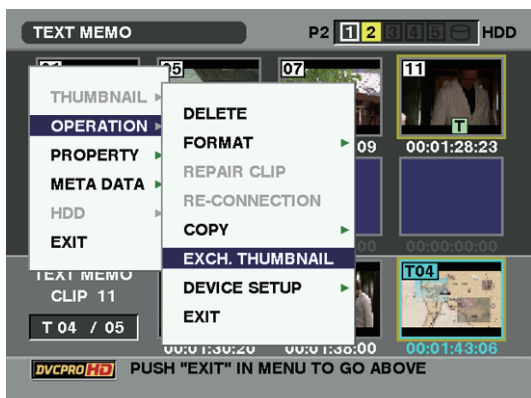 TEXT MEMO
P2 1 2 3 4 5 HDD
05 07 11
THUMBNAIL
OPERATION
PROPERTY
META DATA
HDD
EXIT
DELETE
FORMAT
REPAIR CLIP
RE-CONNECTION
COPY
EXCH. THUMBNAIL
DEVICE SETUP
EXIT
T
09 00:01:28:23
00 00:00:00:00
TEXT MEMO
CLIP 11
T 04 / 05
T04
00:01:30:20 00:01:38:00 00:01:43:06
DVCPRO HD PUSH "EXIT" IN MENU TO GO ABOVE